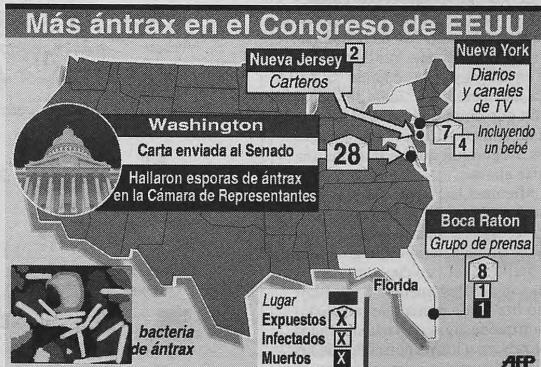 Más ántrax en el Congreso de EEUU
Nueva Jersey 2
Carteros
Nueva York
Diarios
y canales
de TV
7
4
Incluyendo
un bebé
Washington
Carta enviada al Senado
28
Hallaron esporas de ántrax
en la Cámara de Representantes
Boca Raton
Grupo de prensa
8
1
1
Florida
bacteria
de ántrax
Lugar
Expuestos X
Infectados X
Muertos X
AFP